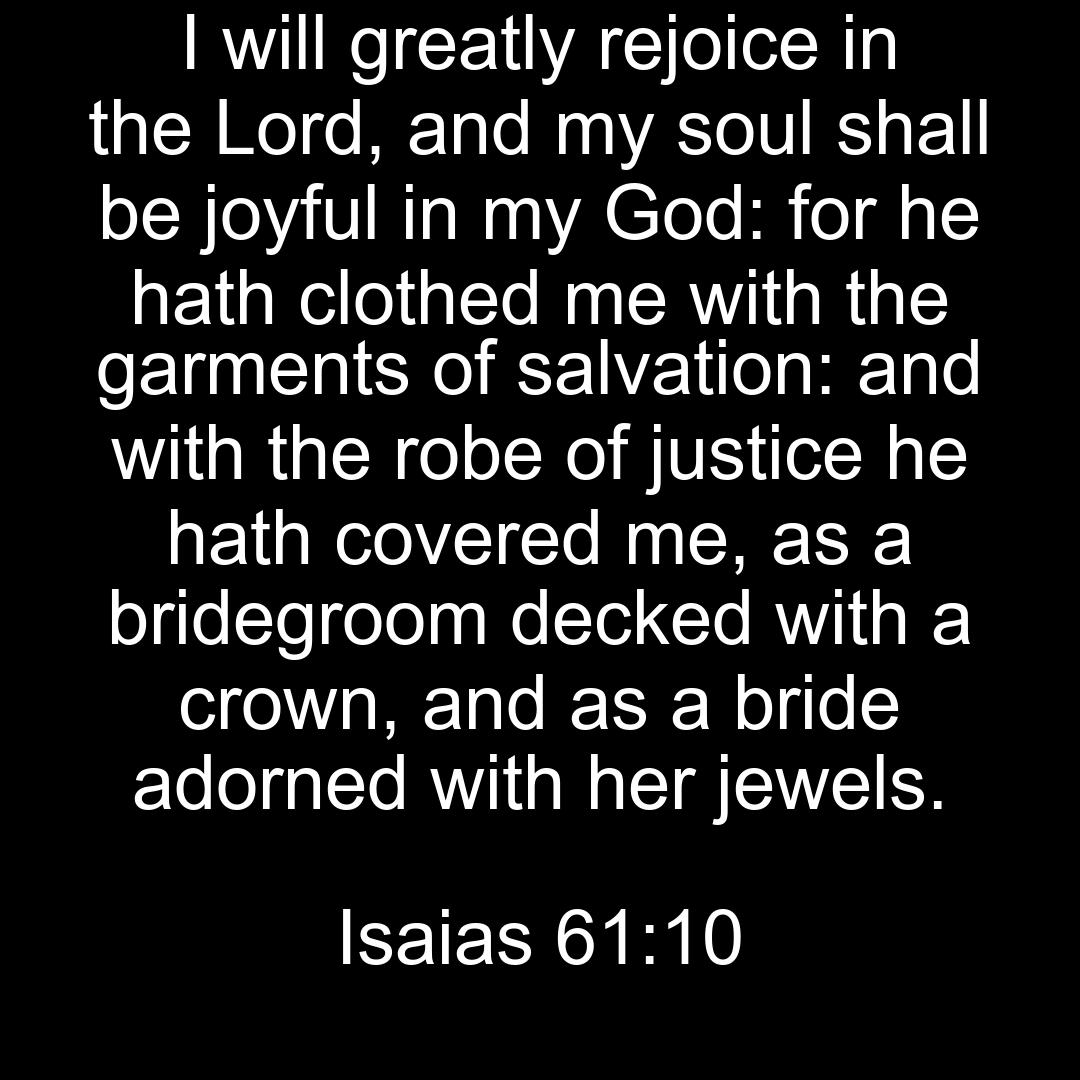 I will greatly rejoice in
the Lord, and my soul shall
be joyful in my God: for he
hath clothed me with the
garments of salvation: and
with the robe of justice he
hath covered me, as a
bridegroom decked with a
crown, and as a bride
adorned with her jewels.
Isaias 61:10